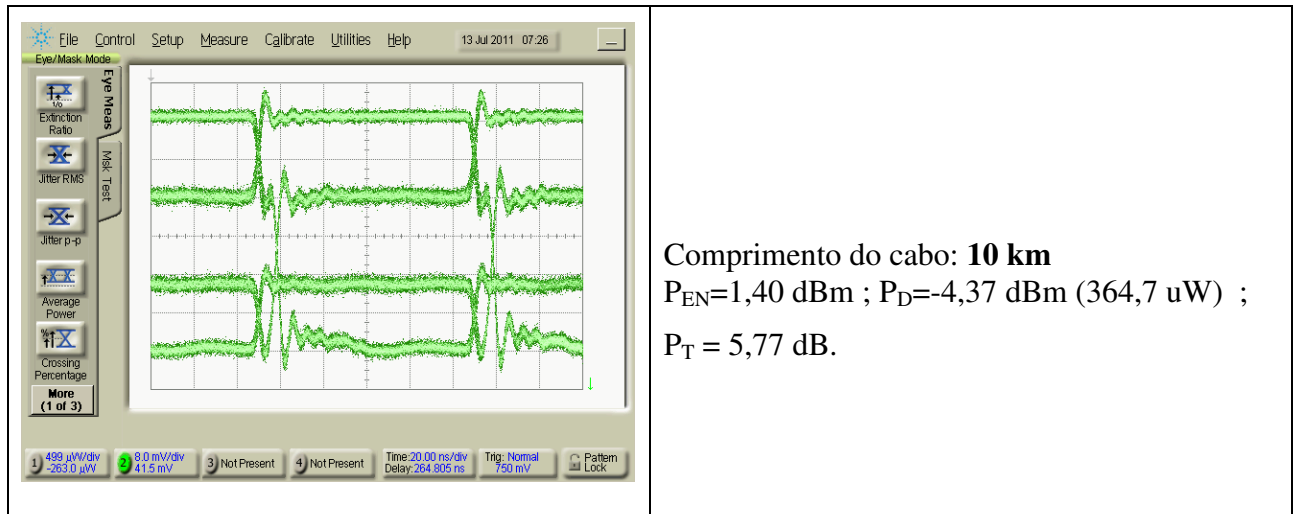 File Control Setup Measure Calibrate Utilities Help 13 Jul 2011 07:26
Eye/Mask Mode
Eye Meas
Msk Test
1/0
Extinction
Ratio
Jitter RMS
Jitter p-p
Average
Power
%
Crossing
Percentage
More
(1 of 3)
1) 499 µW/div
-263.0 µW
2) 8.0 mV/div
41.5 mV
3) Not Present
4) Not Present
Time:20.00 ns/div
Delay:264.805 ns
Trig: Normal
750 mV
Pattern
Lock
Comprimento do cabo: 10 km
PEN=1,40 dBm ; PD=-4,37 dBm (364,7 uW) ;
PT = 5,77 dB.